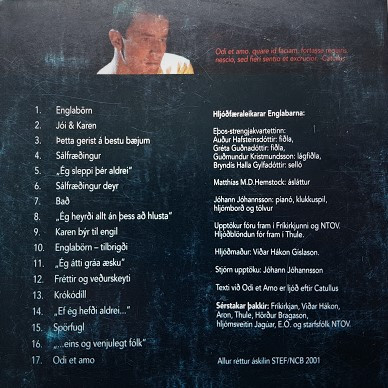 Odi et amo. quare id faciam, fortasse requiris,
nescio, sed fieri sentio et excrucior. -Catullus
1. Englabörn
2. Jói & Karen
3. Þetta gerist á bestu bæjum
4. Sálfræðingur
5. „Ég sleppi þér aldrei”
6. Sálfræðingur deyr
7. Bað
8. „Ég heyrði allt án þess að hlusta”
9. Karen býr til engil
10. Englabörn – tilbrigði
11. „Ég átti gráa æsku”
12. Fréttir og veðurskeyti
13. Krókódíll
14. „Ef ég hefði aldrei...”
15. Spörfugl
16. „...eins og venjulegt fólk”
17. Odi et amo
Hljóðfæraleikarar Englabarna:
Eþos-strengjakvartettinn:
Auður Hafsteinsdóttir: fiðla,
Gréta Guðnadóttir: fiðla,
Guðmundur Kristmundsson: lágfiðla,
Bryndís Halla Gylfadóttir: selló
Matthías M.D.Hemstock: ásláttur
Jóhann Jóhannsson: píanó, klukkuspil,
hljómborð og tölvur
Upptökur fóru fram í Fríkirkjunni og NTOV.
Hljóðblöndun fór fram í Thule.
Hljóðmaður: Viðar Hákon Gíslason.
Stjórn upptöku: Jóhann Jóhannsson
Texti við Odi et Amo er ljóð eftir Catullus
Sérstakar þakkir: Fríkirkjan, Viðar Hákon,
Aron, Thule, Hörður Bragason,
hljómsveitin Jagúar, E.Ö. og starfsfólk NTOV.
Allur réttur áskilin STEF/NCB 2001